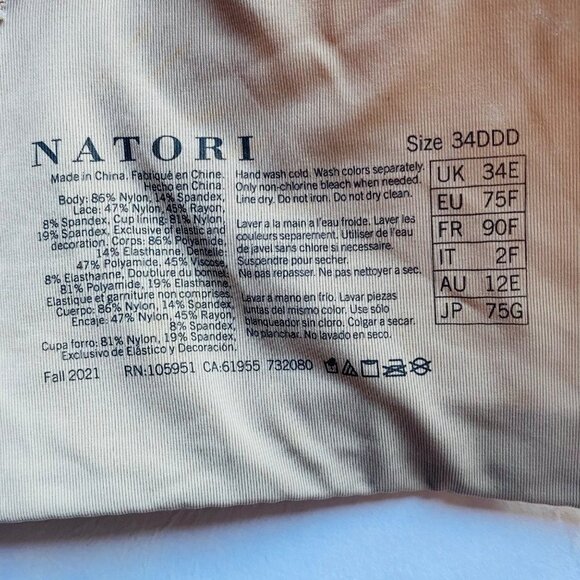 NATORI
Made in China. Fabriqué en Chine.
Hecho en China.
Body: 86% Nylon, 14% Spandex,
Lace: 47% Nylon, 45% Rayon,
8% Spandex, Cup lining: 81% Nylon,
19% Spandex, Exclusive of elastic and
decoration. Corps: 86% Polyamide,
14% Elasthanne, Dentelle:
47% Polyamide, 45% Viscose,
8% Elasthanne, Doublure du bonnet
81% Polyamide, 19% Elasthanne,
Elastique et garniture non comprises.
Cuerpo: 86% Nylon, 14% Spandex,
Encaje: 47% Nylon, 45% Rayon,
8% Spandex,
Cupa forro: 81% Nylon, 19% Spandex,
Exclusivo de Elástico y Decoración.
Hand wash cold. Wash colors separately.
Only non-chlorine bleach when needed.
Line dry. Do not iron. Do not dry clean.
Laver a la main a l'eau froide. Laver les
couleurs separement. Utiliser de l'eau
de javel sans chlore si necessaire.
Suspendre pour secher.
Ne pas repasser. Ne pas nettoyer a sec.
Lavar á mano en frío. Lavar piezas
juntas del mismo color. Use sólo
blanqueador sin cloro. Colgar a secar.
No planchar. No lavado en seco.
Size 34DDD
UK 34E
EU 75F
FR 90F
IT 2F
AU 12E
JP 75G
Fall 2021 RN:105951 CA:61955 732080